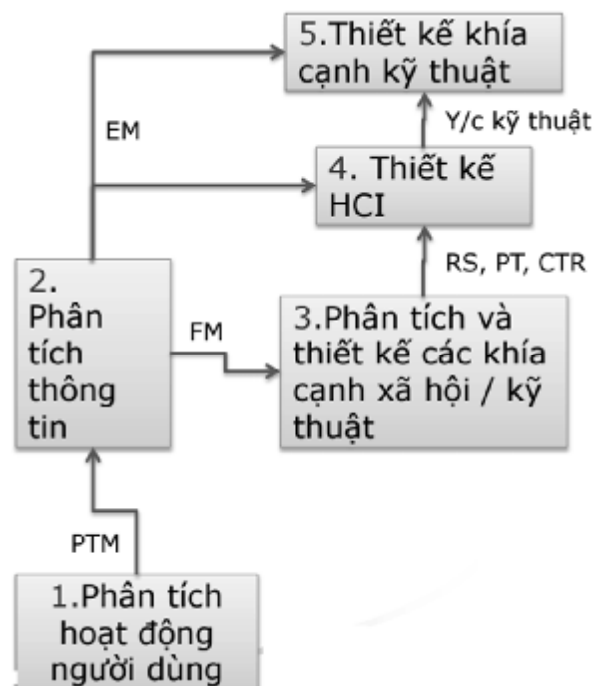 5.Thiết kế khía
cạnh kỹ thuật
EM
Y/c kỹ thuật
4. Thiết kế
HCI
RS, PT, CTR
2.
Phân
tích
thông
tin
FM
3.Phân tích và
thiết kế các khía
cạnh xã hội / kỹ
thuật
PTM
1.Phân tích
hoạt động
người dùng